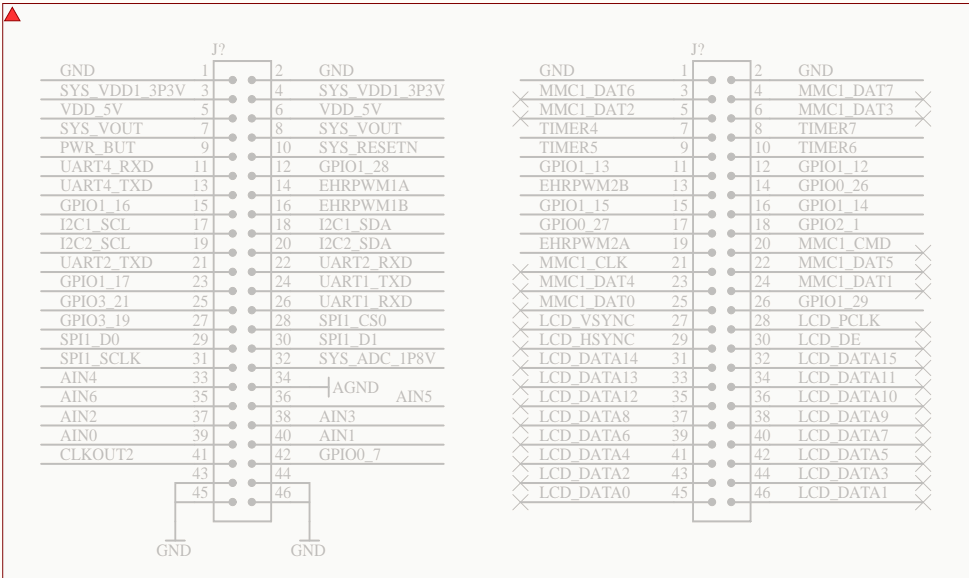 J?
GND 1 2 GND
SYS_VDD1_3P3V 3 4 SYS_VDD1_3P3V
VDD_5V 5 6 VDD_5V
SYS_VOUT 7 8 SYS_VOUT
PWR_BUT 9 10 SYS_RESETN
UART4_RXD 11 12 GPIO1_28
UART4_TXD 13 14 EHRPWM1A
GPIO1_16 15 16 EHRPWM1B
I2C1_SCL 17 18 I2C1_SDA
I2C2_SCL 19 20 I2C2_SDA
UART2_TXD 21 22 UART2_RXD
GPIO1_17 23 24 UART1_TXD
GPIO3_21 25 26 UART1_RXD
GPIO3_19 27 28 SPI1_CS0
SPI1_D0 29 30 SPI1_D1
SPI1_SCLK 31 32 SYS_ADC_1P8V
AIN4 33 34 AGND
AIN6 35 36 AIN5
AIN2 37 38 AIN3
AIN0 39 40 AIN1
CLKOUT2 41 42 GPIO0_7
43 44
45 46
GND GND
J?
GND 1 2 GND
MMC1_DAT6 3 4 MMC1_DAT7
MMC1_DAT2 5 6 MMC1_DAT3
TIMER4 7 8 TIMER7
TIMER5 9 10 TIMER6
GPIO1_13 11 12 GPIO1_12
EHRPWM2B 13 14 GPIO0_26
GPIO1_15 15 16 GPIO1_14
GPIO0_27 17 18 GPIO2_1
EHRPWM2A 19 20 MMC1_CMD
MMC1_CLK 21 22 MMC1_DAT5
MMC1_DAT4 23 24 MMC1_DAT1
MMC1_DAT0 25 26 GPIO1_29
LCD_VSYNC 27 28 LCD_PCLK
LCD_HSYNC 29 30 LCD_DE
LCD_DATA14 31 32 LCD_DATA15
LCD_DATA13 33 34 LCD_DATA11
LCD_DATA12 35 36 LCD_DATA10
LCD_DATA8 37 38 LCD_DATA9
LCD_DATA6 39 40 LCD_DATA7
LCD_DATA4 41 42 LCD_DATA5
LCD_DATA2 43 44 LCD_DATA3
LCD_DATA0 45 46 LCD_DATA1